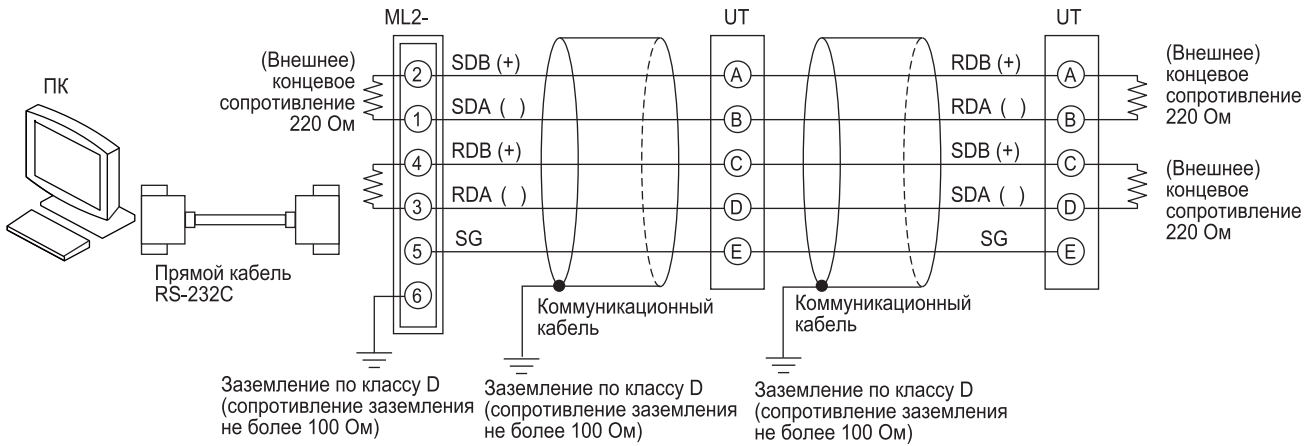 ML2-
UT
UT
ПК
(Внешнее)
концевое
сопротивление
220 Ом
2
SDB (+)
A
RDB (+)
A
1
SDA ( )
B
RDA ( )
B
4
RDB (+)
C
SDB (+)
C
3
RDA ( )
D
SDA ( )
D
5
SG
E
SG
E
6
(Внешнее)
концевое
сопротивление
220 Ом
(Внешнее)
концевое
сопротивление
220 Ом
Прямой кабель
RS-232C
Коммуникационный
кабель
Коммуникационный
кабель
Заземление по классу D
(сопротивление заземления
не более 100 Ом)
Заземление по классу D
(сопротивление заземления
не более 100 Ом)
Заземление по классу D
(сопротивление заземления
не более 100 Ом)